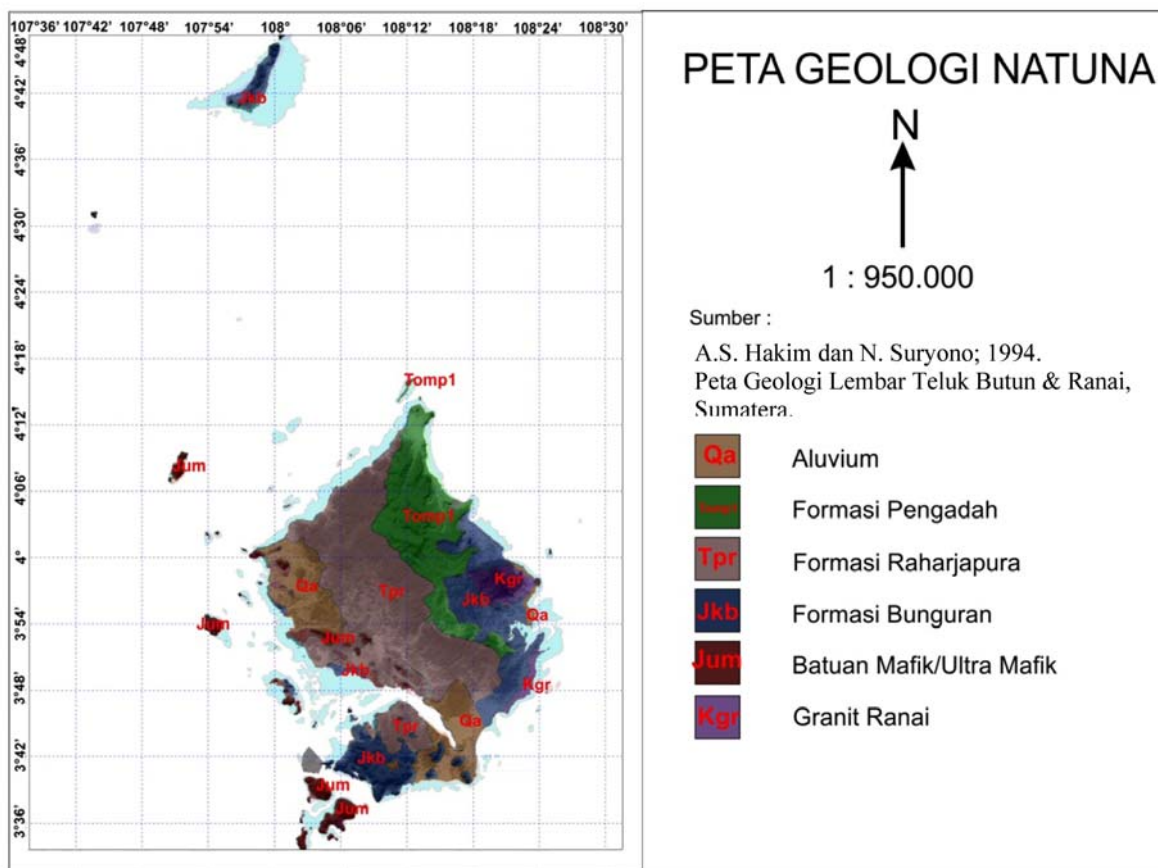 107°36' 107°42' 107°48' 107°54' 108° 108°06' 108°12' 108°18' 108°24' 108°30'
4°48'
4°42'
4°36'
4°30'
4°24'
4°18'
4°12'
4°06'
4°
3°54'
3°48'
3°42'
3°36'
Jkb
Tomp1
Jum
Tomp1
Qa
Tpr
Kgr
Jkb
Qa
Jum
Jum
Jkb
Kgr
Qa
Tpr
Jkb
Jum
Jum
PETA GEOLOGI NATUNA
N
1 : 950.000
Sumber :
A.S. Hakim dan N. Suryono; 1994.
Peta Geologi Lembar Teluk Butun & Ranai,
Sumatera.
Qa Aluvium
Tomp1 Formasi Pengadah
Tpr Formasi Raharjapura
Jkb Formasi Bunguran
Jum Batuan Mafik/Ultra Mafik
Kgr Granit Ranai